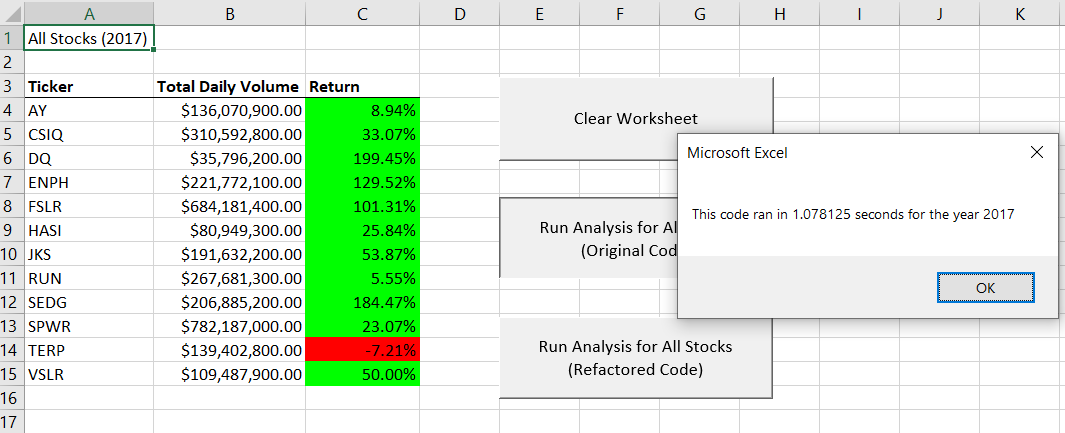 A B C D E F G H I J K
1 All Stocks (2017)
2
3 Ticker Total Daily Volume Return
4 AY $136,070,900.00 8.94%
5 CSIQ $310,592,800.00 33.07%
6 DQ $35,796,200.00 199.45%
7 ENPH $221,772,100.00 129.52%
8 FSLR $684,181,400.00 101.31%
9 HASI $80,949,300.00 25.84%
10 JKS $191,632,200.00 53.87%
11 RUN $267,681,300.00 5.55%
12 SEDG $206,885,200.00 184.47%
13 SPWR $782,187,000.00 23.07%
14 TERP $139,402,800.00 -7.21%
15 VSLR $109,487,900.00 50.00%
16
17
Clear Worksheet
Run Analysis for Al
(Original Cod
Run Analysis for All Stocks
(Refactored Code)
Microsoft Excel
This code ran in 1.078125 seconds for the year 2017
OK